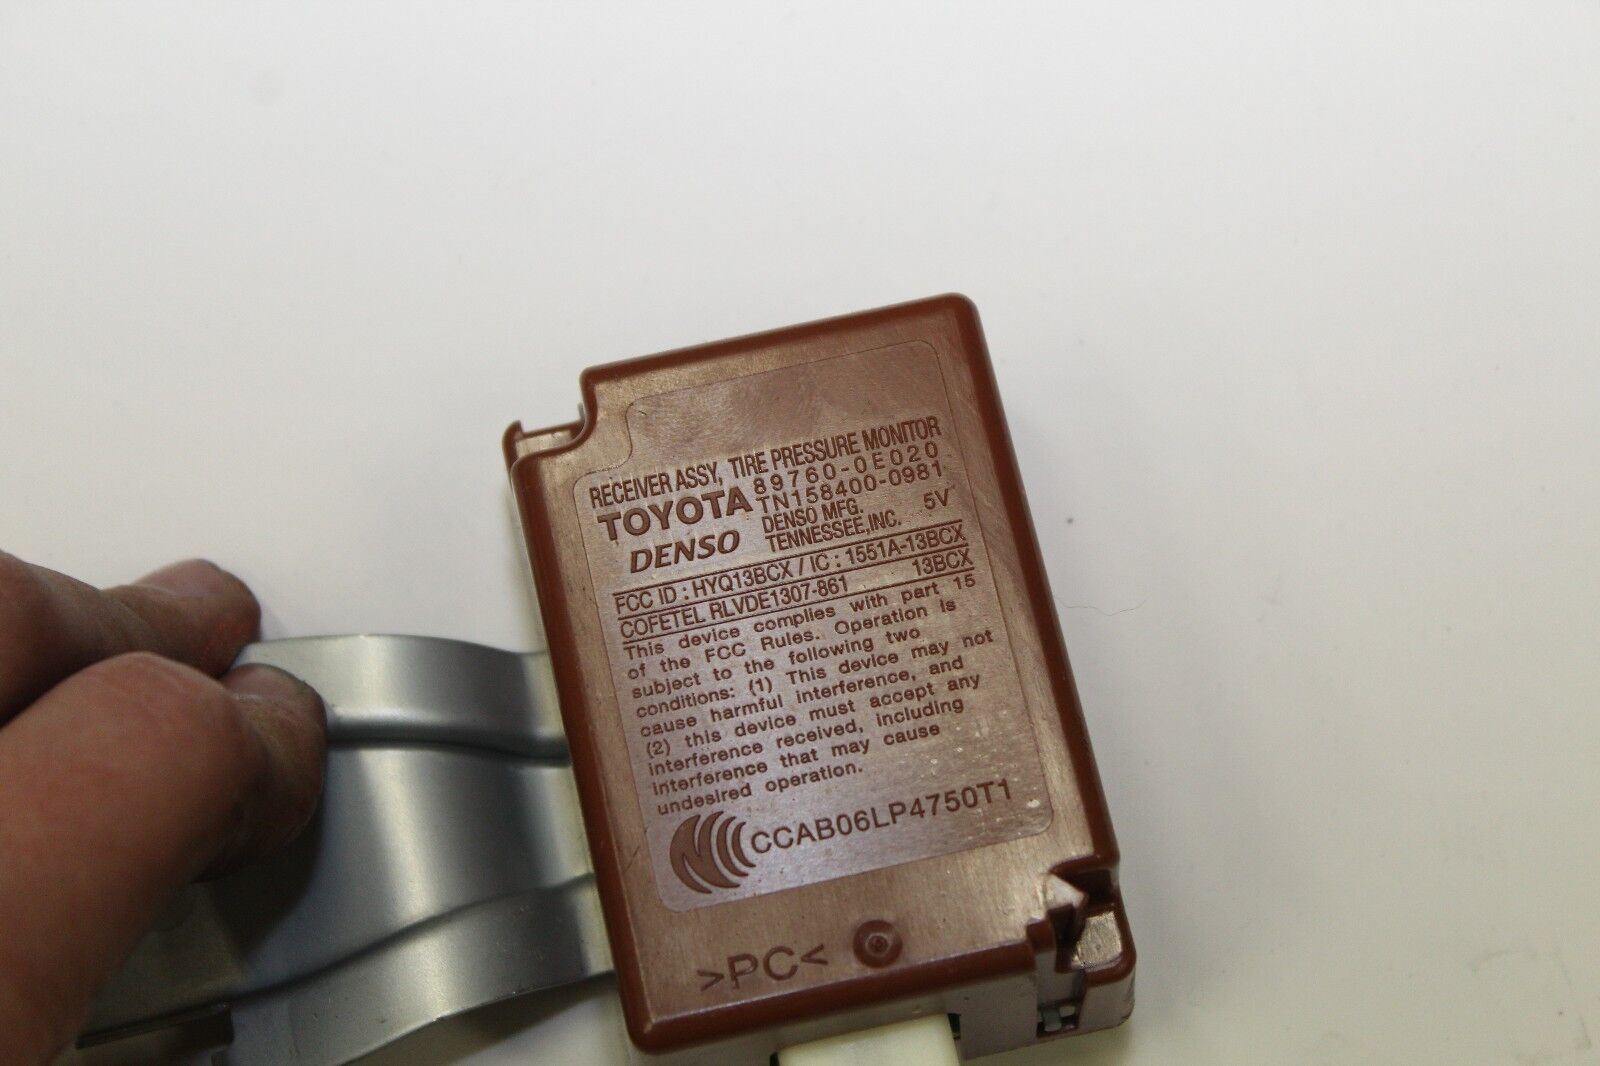 RECEIVER ASSY, TIRE PRESSURE MONITOR
TOYOTA 89760-0E020
TN158400-0981
DENSO DENSO MFG. 5V
TENNESSEE,INC.
FCC ID : HYQ13BCX / IC : 1551A-13BCX
COFETEL RLVDE1307-861 13BCX
This device complies with part 15
of the FCC Rules. Operation is
subject to the following two
conditions: (1) This device may not
cause harmful interference, and
(2) this device must accept any
interference received, including
interference that may cause
undesired operation.
CCAB06LP4750T1
>PC<